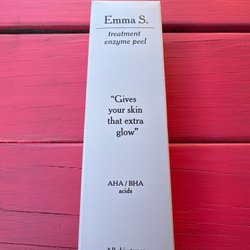 Emma S.
treatment
enzyme peel
“Gives
your skin
that extra
glow”
AHA / BHA
acids